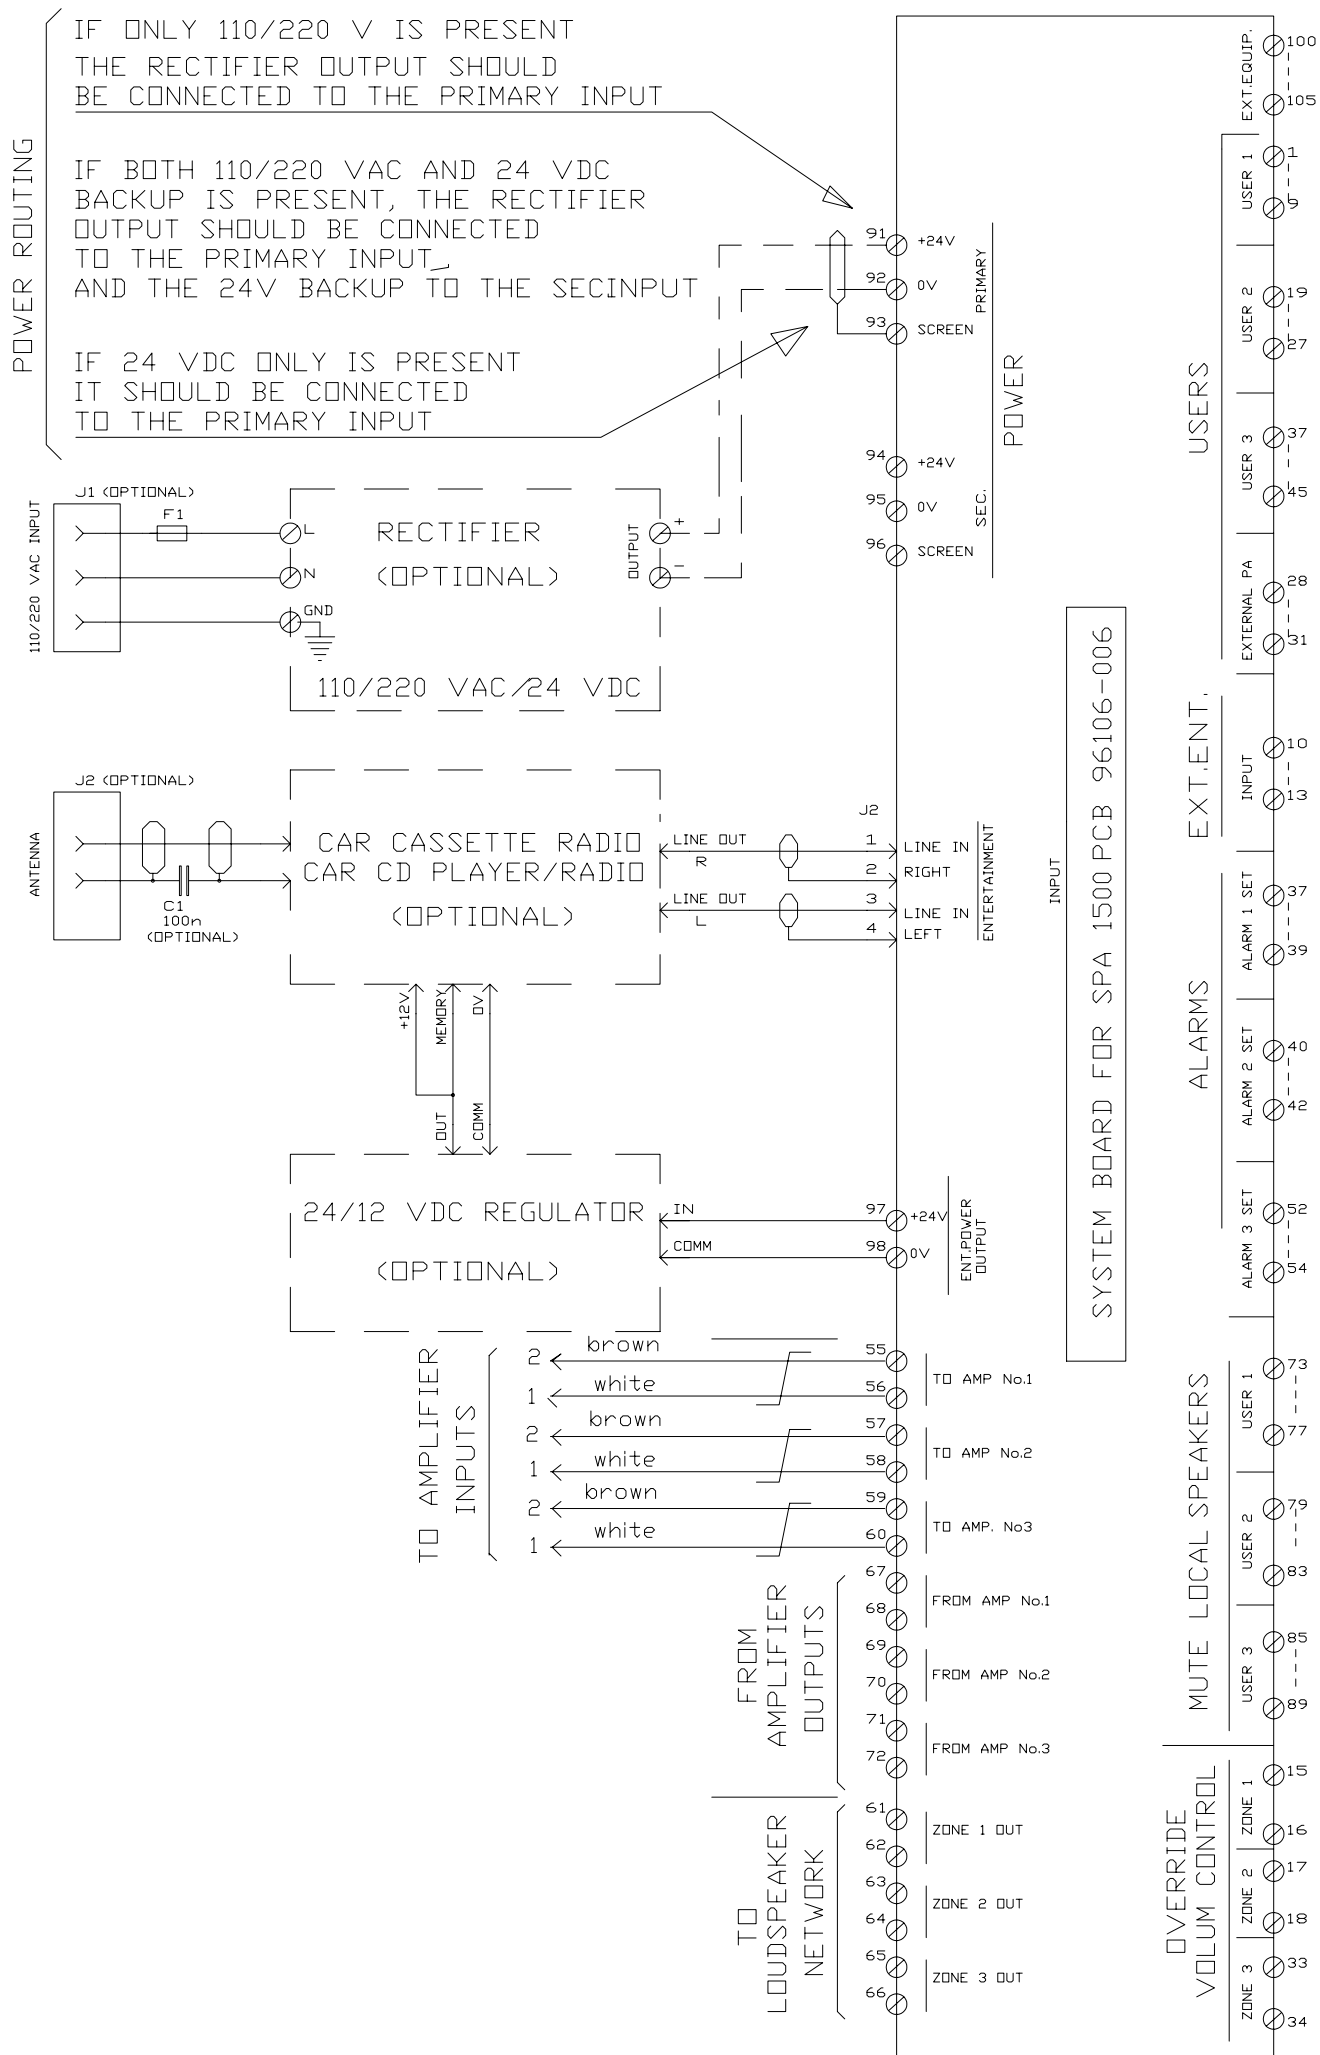 POWER ROUTING
IF ONLY 110/220 V IS PRESENT
THE RECTIFIER OUTPUT SHOULD
BE CONNECTED TO THE PRIMARY INPUT
IF BOTH 110/220 VAC AND 24 VDC
BACKUP IS PRESENT, THE RECTIFIER
OUTPUT SHOULD BE CONNECTED
TO THE PRIMARY INPUT
AND THE 24V BACKUP TO THE SECINPUT
IF 24 VDC ONLY IS PRESENT
IT SHOULD BE CONNECTED
TO THE PRIMARY INPUT
91 +24V
92 0V
93 SCREEN
PRIMARY
94 +24V
95 0V
96 SCREEN
SEC.
POWER
J1 (OPTIONAL)
110/220 VAC INPUT
F1
L
N
GND
RECTIFIER
(OPTIONAL)
OUTPUT
+
-
110/220 VAC/24 VDC
J2 (OPTIONAL)
ANTENNA
C1
100n
(OPTIONAL)
CAR CASSETTE RADIO
CAR CD PLAYER/RADIO
(OPTIONAL)
LINE OUT
R
LINE OUT
L
J2
1 LINE IN
2 RIGHT
3 LINE IN
4 LEFT
ENTERTAINMENT
+12V
MEMORY
0V
OUT
COMM
24/12 VDC REGULATOR
(OPTIONAL)
IN
COMM
97 +24V
98 0V
ENT.POWER
OUTPUT
TO AMPLIFIER
INPUTS
2 brown 55
1 white 56
TO AMP No.1
2 brown 57
1 white 58
TO AMP No.2
2 brown 59
1 white 60
TO AMP. No3
FROM
AMPLIFIER
OUTPUTS
67
68
FROM AMP No.1
69
70
FROM AMP No.2
71
72
FROM AMP No.3
TO
LOUDSPEAKER
NETWORK
61
62
ZONE 1 OUT
63
64
ZONE 2 OUT
65
66
ZONE 3 OUT
INPUT
SYSTEM BOARD FOR SPA 1500 PCB 96106-006
EXT.EQUIP.
100
105
USERS
USER 1
1
9
USER 2
19
27
USER 3
37
45
EXTERNAL PA
28
31
EXT.ENT.
INPUT
10
13
ALARMS
ALARM 1 SET
37
39
ALARM 2 SET
40
42
ALARM 3 SET
52
54
MUTE LOCAL SPEAKERS
USER 1
73
77
USER 2
79
83
USER 3
85
89
OVERRIDE
VOLUM CONTROL
ZONE 1
15
16
ZONE 2
17
18
ZONE 3
33
34